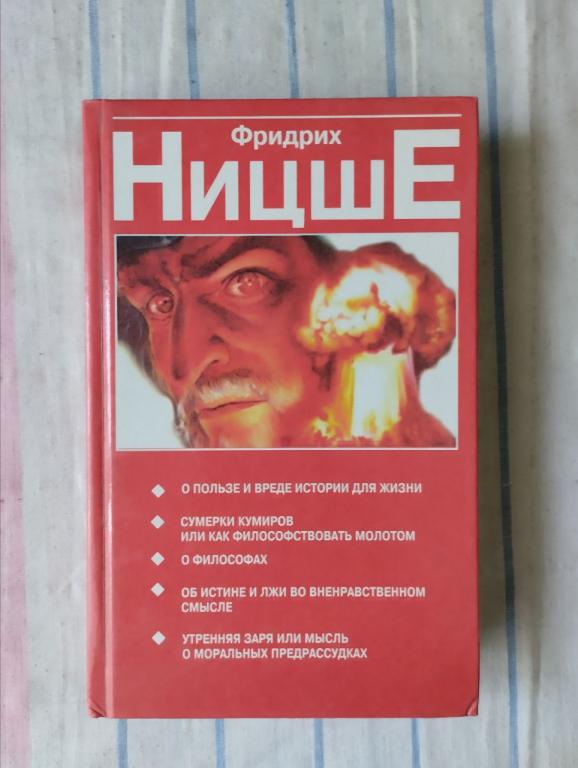 Фридрих
НИЦШЕ
О ПОЛЬЗЕ И ВРЕДЕ ИСТОРИИ ДЛЯ ЖИЗНИ
СУМЕРКИ КУМИРОВ
ИЛИ КАК ФИЛОСОФСТВОВАТЬ МОЛОТОМ
О ФИЛОСОФАХ
ОБ ИСТИНЕ И ЛЖИ ВО ВНЕНРАВСТВЕННОМ
СМЫСЛЕ
УТРЕННЯЯ ЗАРЯ ИЛИ МЫСЛЬ
О МОРАЛЬНЫХ ПРЕДРАССУДКАХ